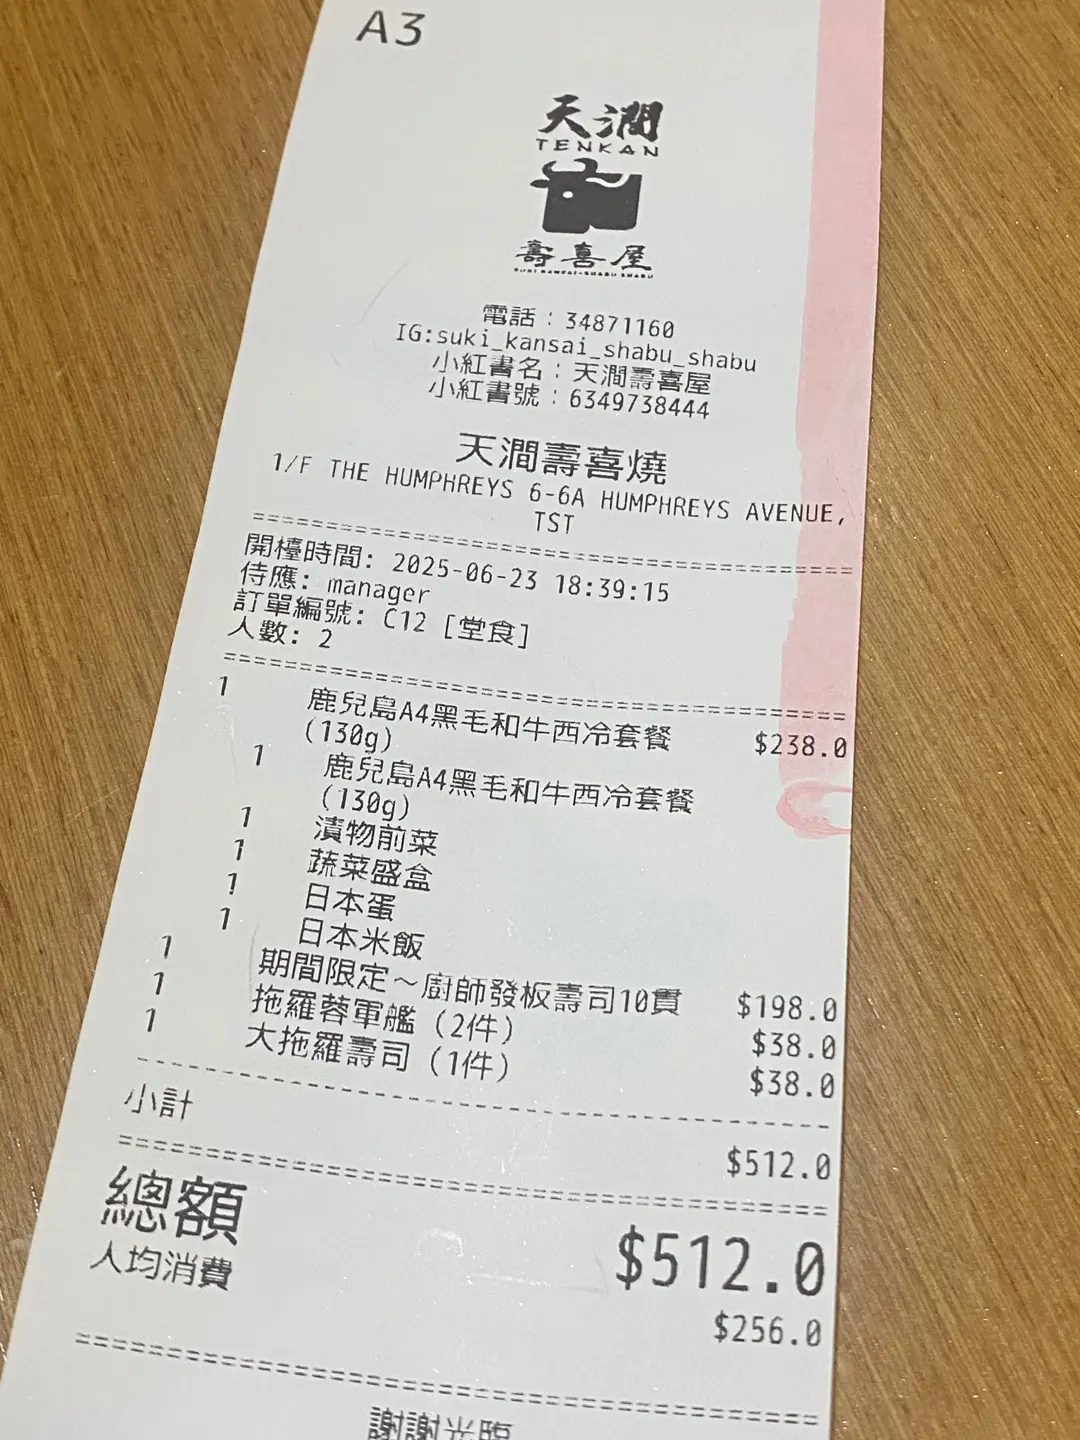 A3
天澗
TENKAN
壽喜屋
SUKI KANSAI-SHABU SHABU
電話：34871160
IG:suki_kansai_shabu_shabu
小紅書名：天澗壽喜屋
小紅書號：6349738444
天澗壽喜燒
1/F THE HUMPHREYS 6-6A HUMPHREYS AVENUE,
TST
開檯時間: 2025-06-23 18:39:15
侍應: manager
訂單編號: C12 [堂食]
人數: 2
1 鹿兒島A4黑毛和牛西冷套餐 $238.0
(130g)
1 鹿兒島A4黑毛和牛西冷套餐
(130g)
1 漬物前菜
1 蔬菜盛盒
1 日本蛋
1 日本米飯
1 期間限定～廚師發板壽司10貫 $198.0
1 拖羅蓉軍艦（2件） $38.0
1 大拖羅壽司（1件） $38.0
小計 $512.0
總額 $512.0
人均消費 $256.0
謝謝光臨